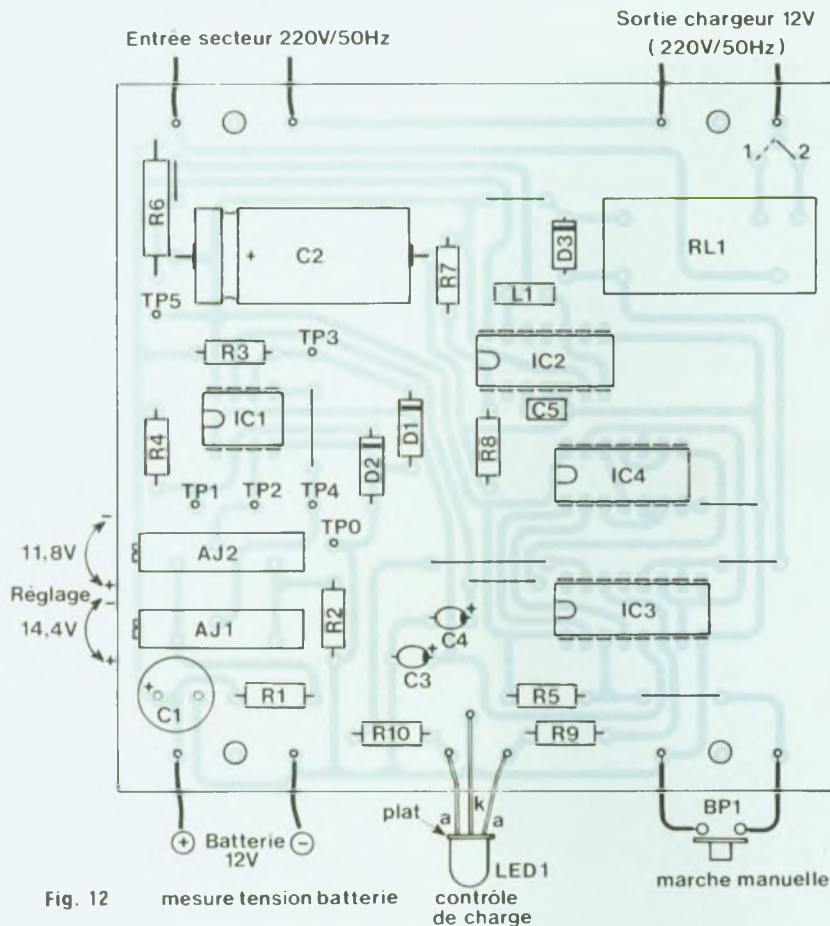 Entrée secteur 220V/50Hz
Sortie chargeur 12V
( 220V/50Hz )
1
2
R6
+
C2
R7
D3
RL1
L1
TP5
TP3
R3
IC2
IC1
C5
R4
D1
D2
R8
IC4
TP1
TP2
TP4
TP0
-
11,8V
+
AJ2
Réglage
-
14,4V
+
AJ1
R2
IC3
+
C4
+
C3
+
C1
R1
R5
R10
R9
plat
a
k
a
BP1
+
Batterie
-
12V
LED1
marche manuelle
Fig. 12
mesure tension batterie
contrôle
de charge